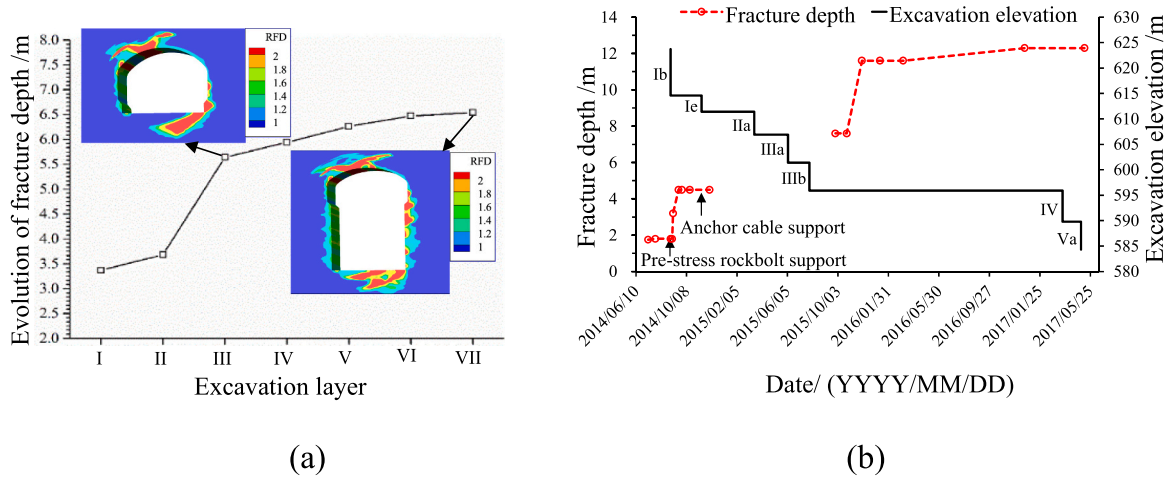 Evolution of fracture depth /m
8.0
7.5
7.0
6.5
6.0
5.5
5.0
4.5
4.0
3.5
3.0
2.5
2.0
RFD
2
1.8
1.6
1.4
1.2
1
RFD
2
1.8
1.6
1.4
1.2
1
I II III IV V VI VII
Excavation layer
(a)
Fracture depth Excavation elevation
Fracture depth /m
14
12
10
8
6
4
2
0
Ib
Ie
IIa
IIIa
IIIb
IV
Va
Anchor cable support
Pre-stress rockbolt support
Excavation elevation /m
630
625
620
615
610
605
600
595
590
585
580
2014/06/10
2014/10/08
2015/02/05
2015/06/05
2015/10/03
2016/01/31
2016/05/30
2016/09/27
2017/01/25
2017/05/25
Date/ (YYYY/MM/DD)
(b)